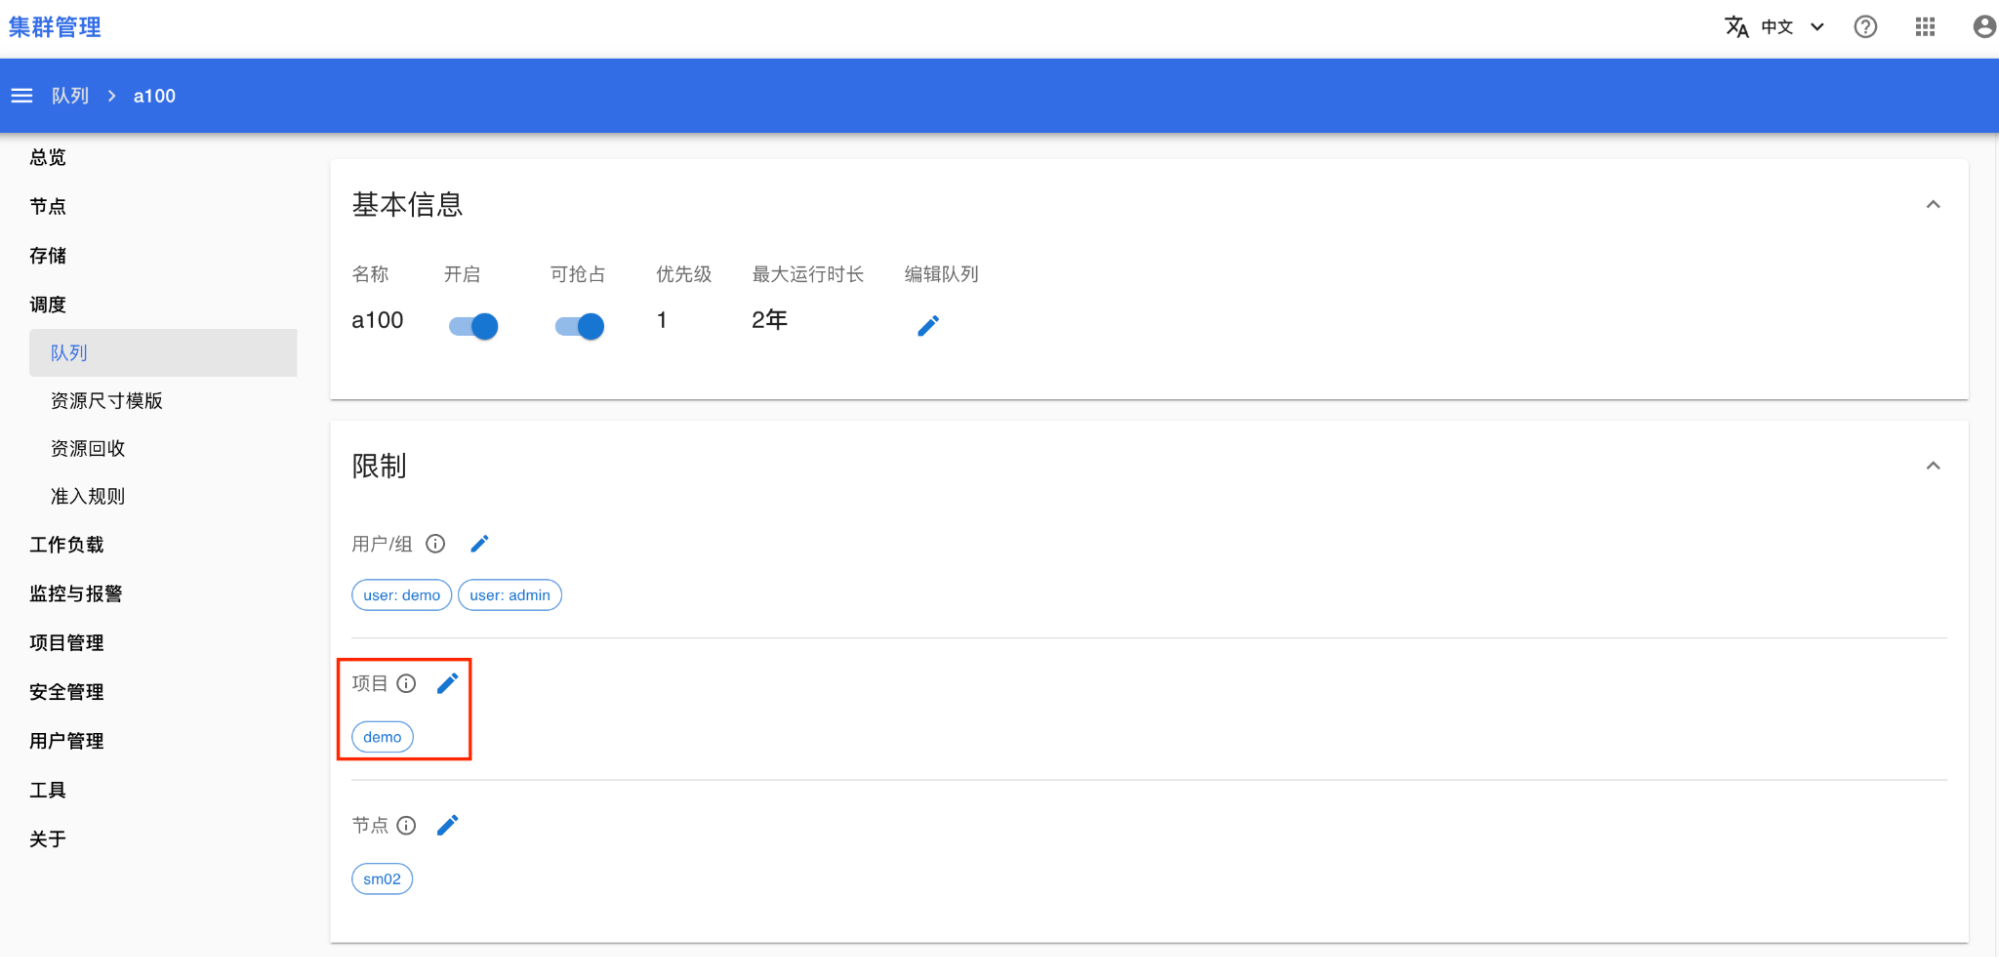 集群管理
中文
队列 > a100
总览
节点
存储
调度
队列
资源尺寸模版
资源回收
准入规则
工作负载
监控与报警
项目管理
安全管理
用户管理
工具
关于
基本信息
名称 开启 可抢占 优先级 最大运行时长 编辑队列
a100 1 2年
限制
用户/组
user: demo user: admin
项目
demo
节点
sm02